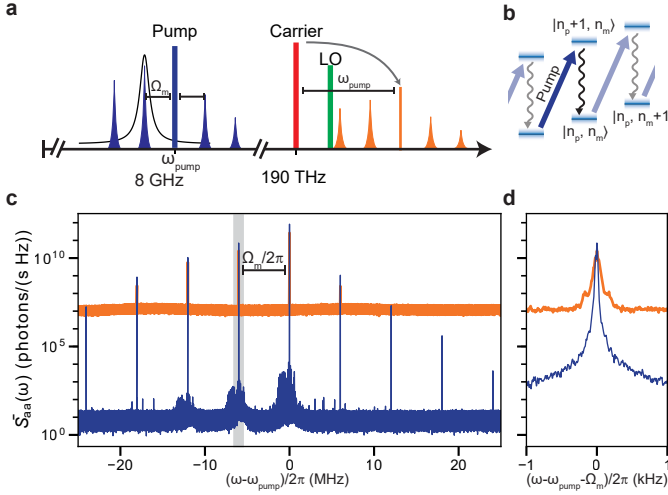 a
Pump
Carrier
LO
Ω_m
ω_pump
ω_pump
8 GHz
190 THz
b
|n_p+1, n_m⟩
Pump
|n_p, n_m⟩
|n_p, n_m+1⟩
c
S̄_aa(ω) (photons/(s Hz))
10^10
10^5
10^0
Ω_m/2π
−20
−10
0
10
20
(ω-ω_pump)/2π (MHz)
d
−1
0
1
(ω-ω_pump-Ω_m)/2π (kHz)